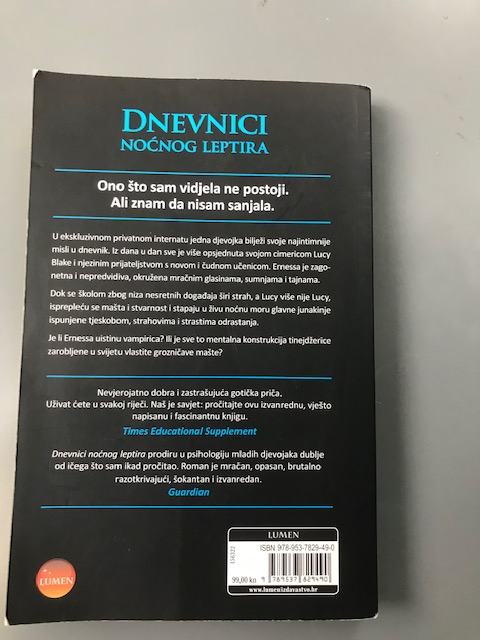 DNEVNICI
NOĆNOG LEPTIRA
Ono što sam vidjela ne postoji.
Ali znam da nisam sanjala.
U ekskluzivnom privatnom internatu jedna djevojka bilježi svoje najintimnije
misli u dnevnik. Iz dana u dan sve je više opsjednuta svojom cimericom Lucy
Blake i njezinim prijateljstvom s novom i čudnom učenicom. Ernessa je zago-
netna i nepredvidiva, okružena mračnim glasinama, sumnjama i tajnama.
Dok se školom zbog niza nesretnih događaja širi strah, a Lucy više nije Lucy,
isprepleću se mašta i stvarnost i stapaju u živu noćnu moru glavne junakinje
ispunjene tjeskobom, strahovima i strastima odrastanja.
Je li Ernessa uistinu vampirica? Ili je sve to mentalna konstrukcija tinejdžerice
zarobljene u svijetu vlastite grozničave mašte?
Nevjerojatno dobra i zastrašujuća gotička priča.
Uživat ćete u svakoj riječi. Naš je savjet: pročitajte ovu izvanrednu, vješto
napisanu i fascinantnu knjigu.
Times Educational Supplement
Dnevnici noćnog leptira prodiru u psihologiju mladih djevojaka dublje
od ičega što sam ikad pročitao. Roman je mračan, opasan, brutalno
razotkrivajući, šokantan i izvanredan.
Guardian
LUMEN
LUMEN
156322
ISBN: 978-953-7829-49-0
99,00 kn
9 789537 829490
www.lumenizdavastvo.hr